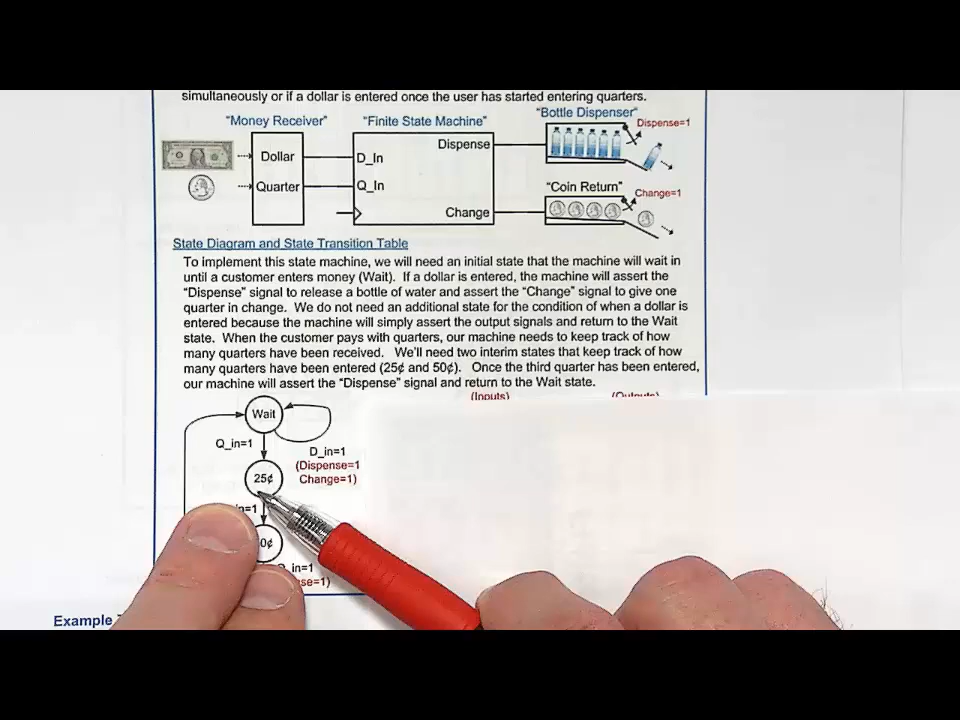 simultaneously or if a dollar is entered once the user has started entering quarters.
"Money Receiver" "Finite State Machine" "Bottle Dispenser"
Dispense=1
Dollar D_In Dispense
Quarter Q_In "Coin Return" Change=1
Change
State Diagram and State Transition Table
To implement this state machine, we will need an initial state that the machine will wait in
until a customer enters money (Wait). If a dollar is entered, the machine will assert the
"Dispense" signal to release a bottle of water and assert the "Change" signal to give one
quarter in change. We do not need an additional state for the condition of when a dollar is
entered because the machine will simply assert the output signals and return to the Wait
state. When the customer pays with quarters, our machine needs to keep track of how
many quarters have been received. We'll need two interim states that keep track of how
many quarters have been entered (25¢ and 50¢). Once the third quarter has been entered,
our machine will assert the "Dispense" signal and return to the Wait state.
(Inputs) (Outputs)
Wait
Q_in=1 D_in=1
(Dispense=1
25¢ Change=1)
n=1
0¢
_in=1
se=1)
Example